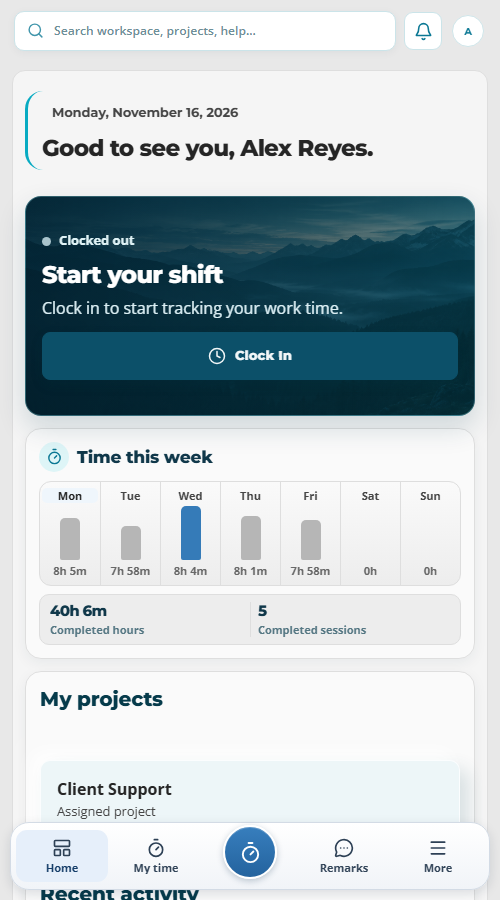 Search workspace, projects, help...
A
Monday, November 16, 2026
Good to see you, Alex Reyes.
Clocked out
Start your shift
Clock in to start tracking your work time.
Clock In
Time this week
Mon Tue Wed Thu Fri Sat Sun
8h 5m 7h 58m 8h 4m 8h 1m 7h 58m 0h 0h
40h 6m 5
Completed hours Completed sessions
My projects
Client Support
Assigned project
Home My time Remarks More
Recent activity